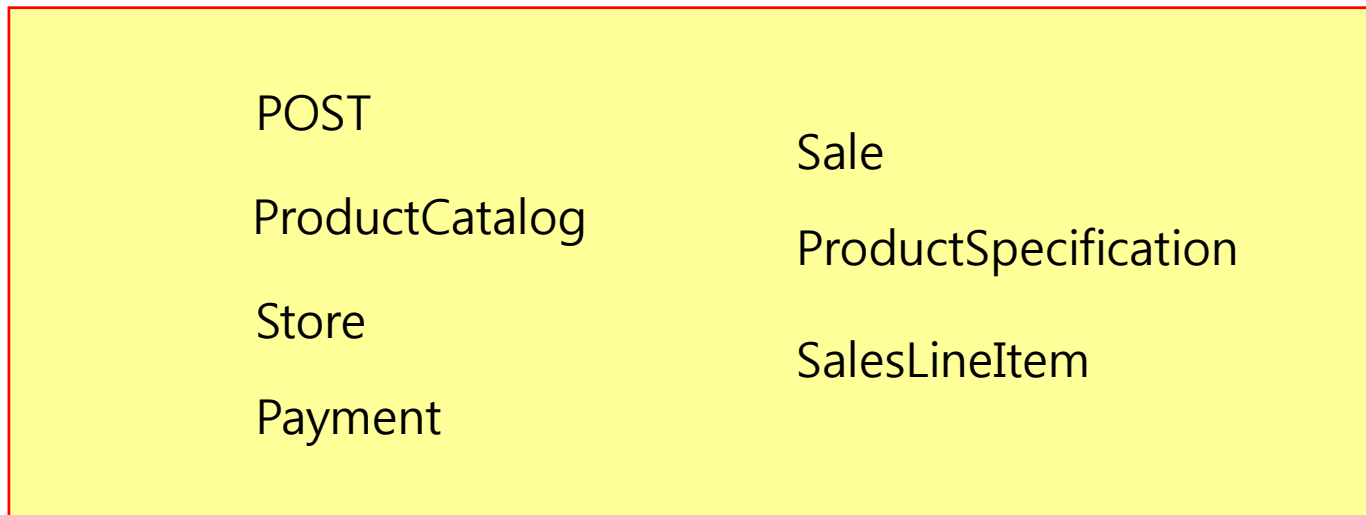 POST
ProductCatalog
Store
Payment
Sale
ProductSpecification
SalesLineItem